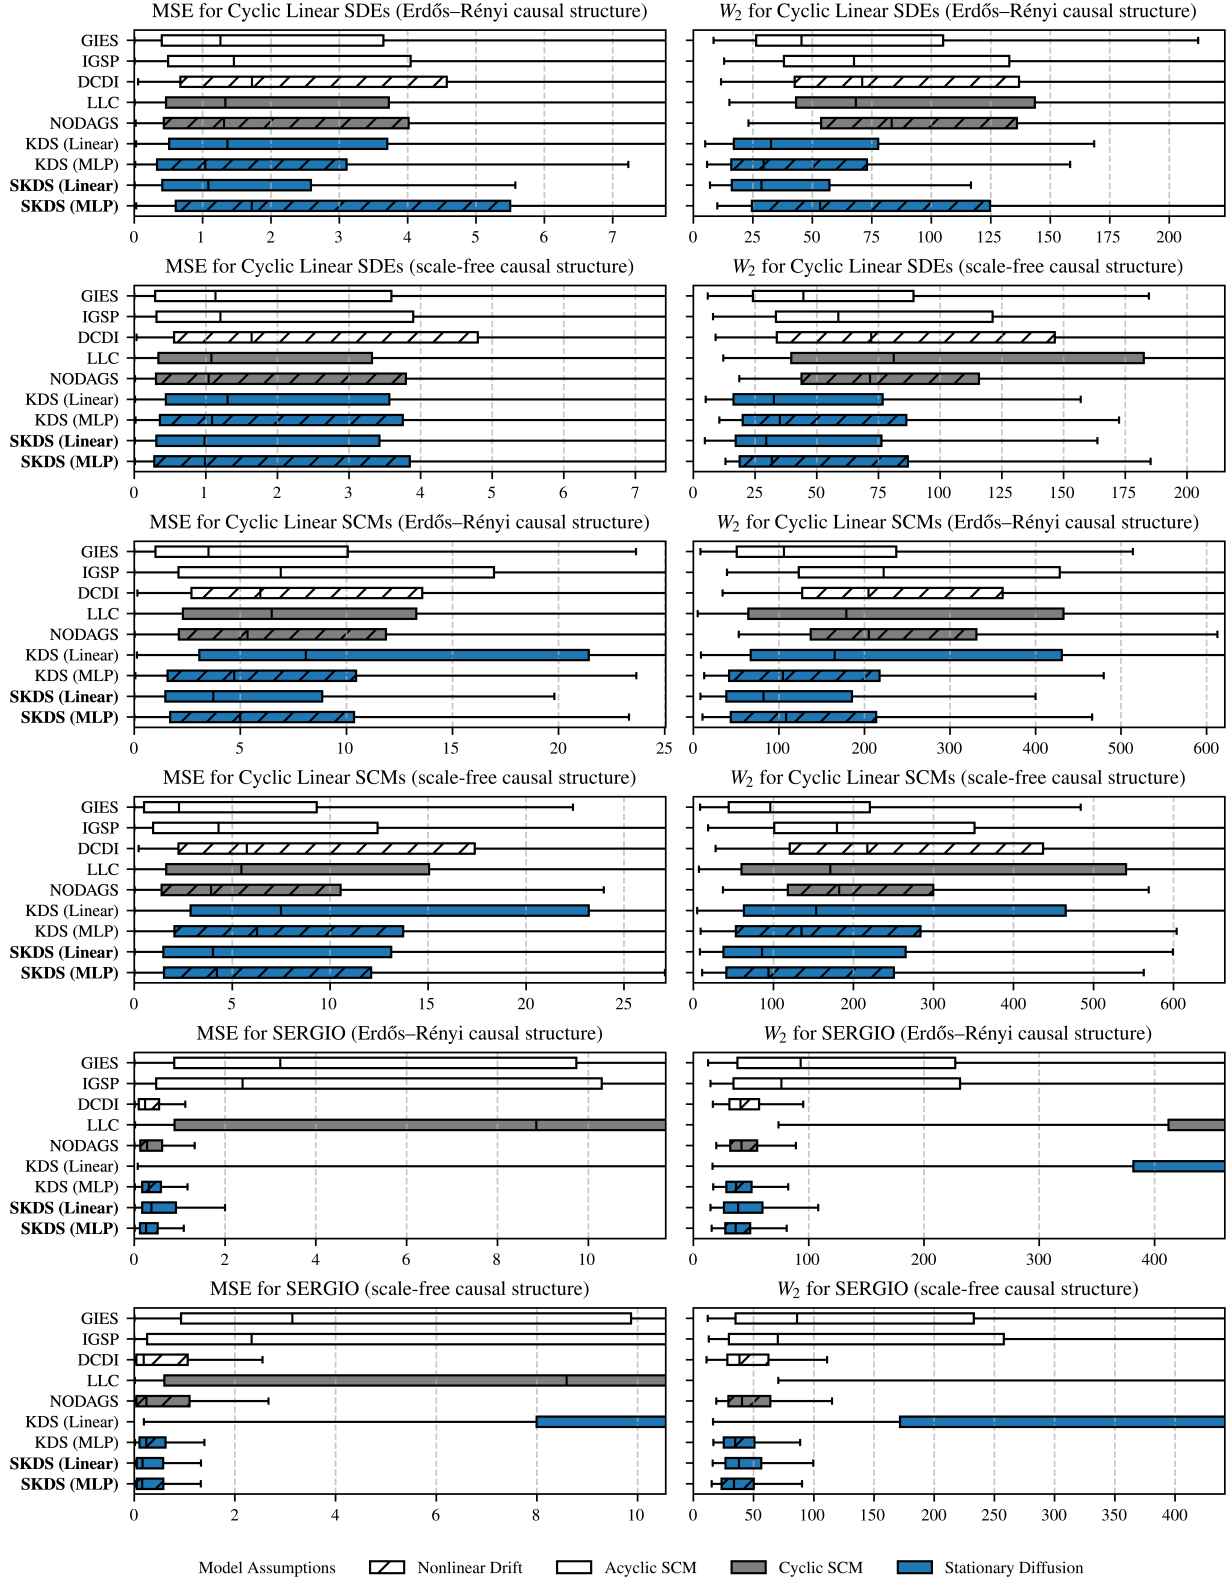 MSE for Cyclic Linear SDEs (Erdős–Rényi causal structure)
GIES
IGSP
DCDI
LLC
NODAGS
KDS (Linear)
KDS (MLP)
SKDS (Linear)
SKDS (MLP)
0 1 2 3 4 5 6 7
W2 for Cyclic Linear SDEs (Erdős–Rényi causal structure)
0 25 50 75 100 125 150 175 200
MSE for Cyclic Linear SDEs (scale-free causal structure)
GIES
IGSP
DCDI
LLC
NODAGS
KDS (Linear)
KDS (MLP)
SKDS (Linear)
SKDS (MLP)
0 1 2 3 4 5 6 7
W2 for Cyclic Linear SDEs (scale-free causal structure)
0 25 50 75 100 125 150 175 200
MSE for Cyclic Linear SCMs (Erdős–Rényi causal structure)
GIES
IGSP
DCDI
LLC
NODAGS
KDS (Linear)
KDS (MLP)
SKDS (Linear)
SKDS (MLP)
0 5 10 15 20 25
W2 for Cyclic Linear SCMs (Erdős–Rényi causal structure)
0 100 200 300 400 500 600
MSE for Cyclic Linear SCMs (scale-free causal structure)
GIES
IGSP
DCDI
LLC
NODAGS
KDS (Linear)
KDS (MLP)
SKDS (Linear)
SKDS (MLP)
0 5 10 15 20 25
W2 for Cyclic Linear SCMs (scale-free causal structure)
0 100 200 300 400 500 600
MSE for SERGIO (Erdős–Rényi causal structure)
GIES
IGSP
DCDI
LLC
NODAGS
KDS (Linear)
KDS (MLP)
SKDS (Linear)
SKDS (MLP)
0 2 4 6 8 10
W2 for SERGIO (Erdős–Rényi causal structure)
0 100 200 300 400
MSE for SERGIO (scale-free causal structure)
GIES
IGSP
DCDI
LLC
NODAGS
KDS (Linear)
KDS (MLP)
SKDS (Linear)
SKDS (MLP)
0 2 4 6 8 10
W2 for SERGIO (scale-free causal structure)
0 50 100 150 200 250 300 350 400
Model Assumptions Nonlinear Drift Acyclic SCM Cyclic SCM Stationary Diffusion